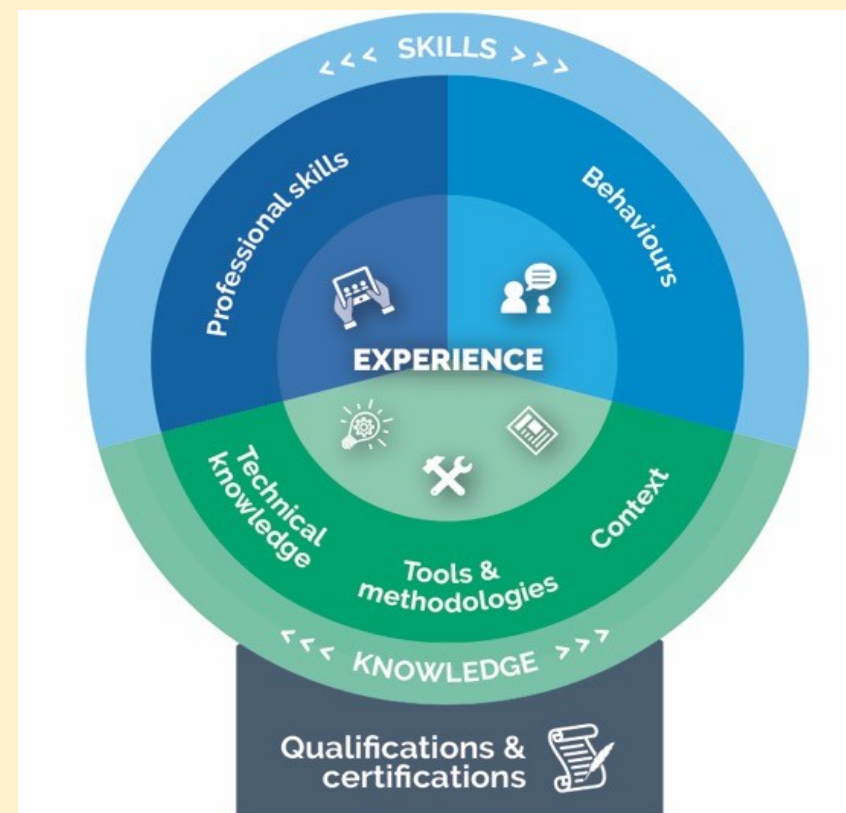 <<< SKILLS >>>
Professional skills
Behaviours
EXPERIENCE
Technical
knowledge
Tools &
methodologies
Context
<<< KNOWLEDGE >>>
Qualifications &
certifications